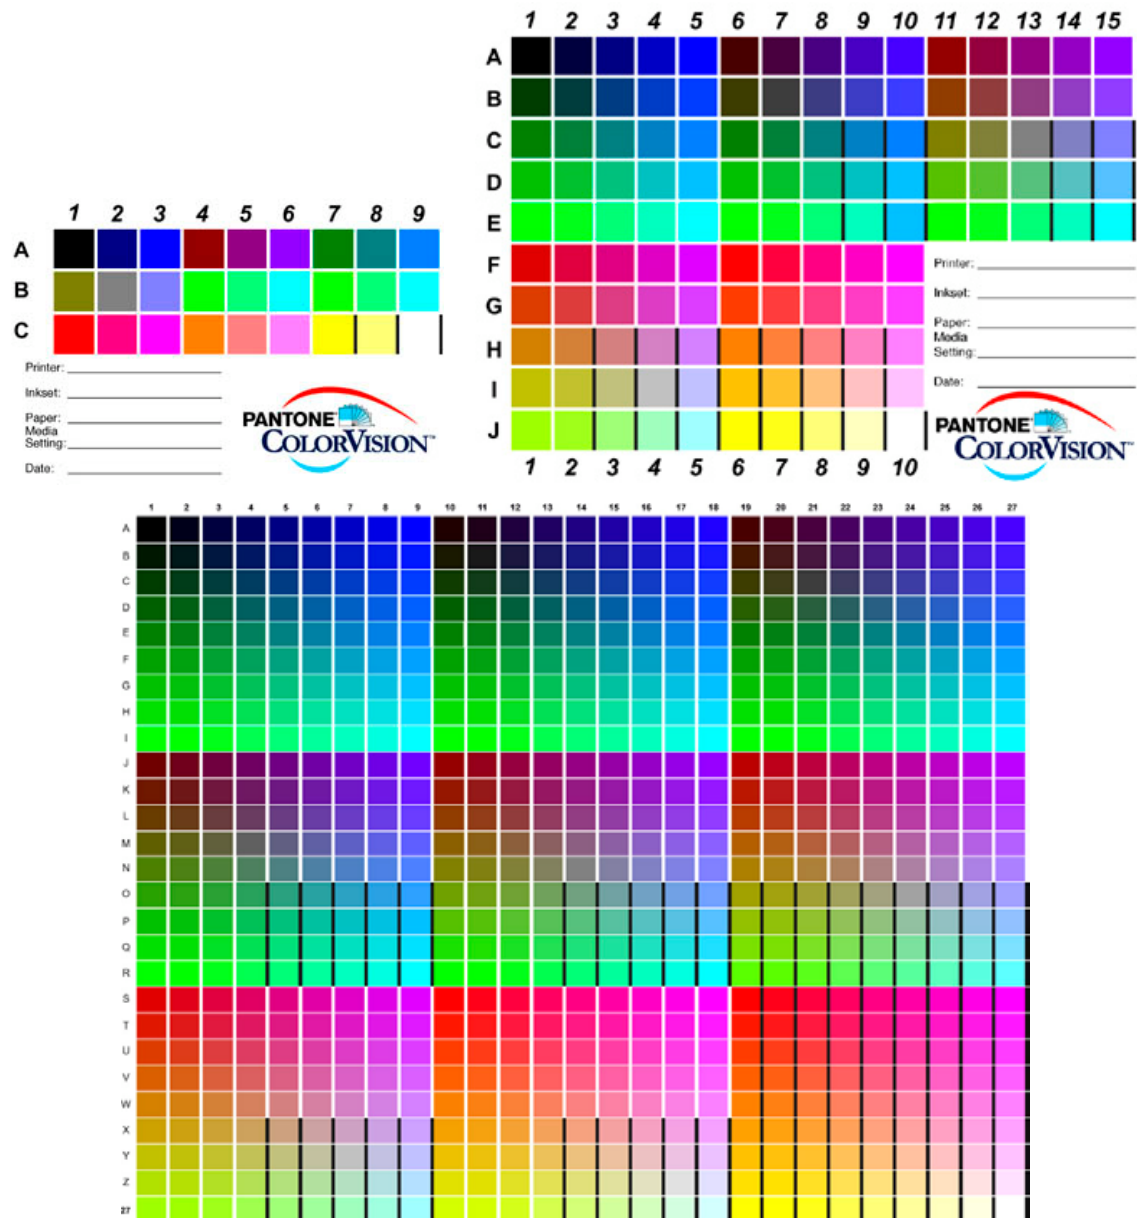 1 2 3 4 5 6 7 8 9 10 11 12 13 14 15
A
B
C
D
E
F
G
H
I
J
1 2 3 4 5 6 7 8 9 10
Printer:
Inkset:
Paper:
Media
Setting:
Date:
PANTONE
COLORVISION™
1 2 3 4 5 6 7 8 9
A
B
C
Printer:
Inkset:
Paper:
Media
Setting:
Date:
PANTONE
COLORVISION™
1 2 3 4 5 6 7 8 9 10 11 12 13 14 15 16 17 18 19 20 21 22 23 24 25 26 27
A
B
C
D
E
F
G
H
I
J
K
L
M
N
O
P
Q
R
S
T
U
V
W
X
Y
Z
27